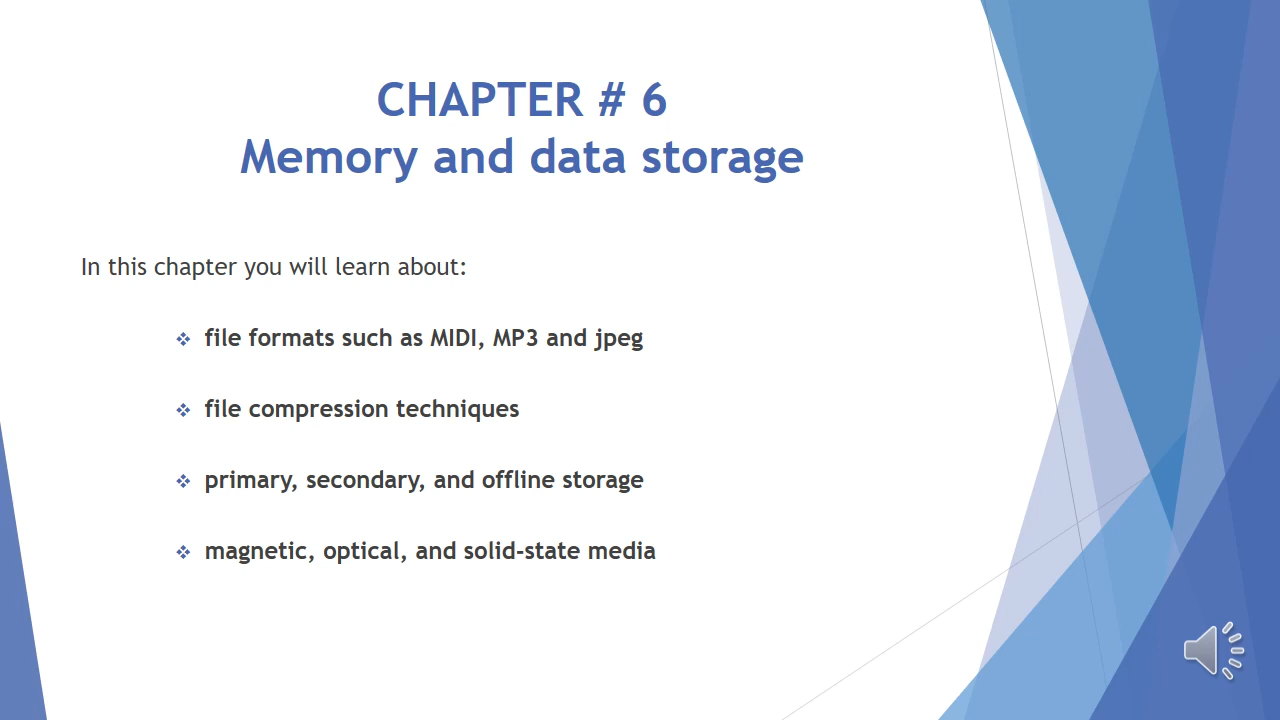 CHAPTER # 6
Memory and data storage
In this chapter you will learn about:
❖ file formats such as MIDI, MP3 and jpeg
❖ file compression techniques
❖ primary, secondary, and offline storage
❖ magnetic, optical, and solid-state media